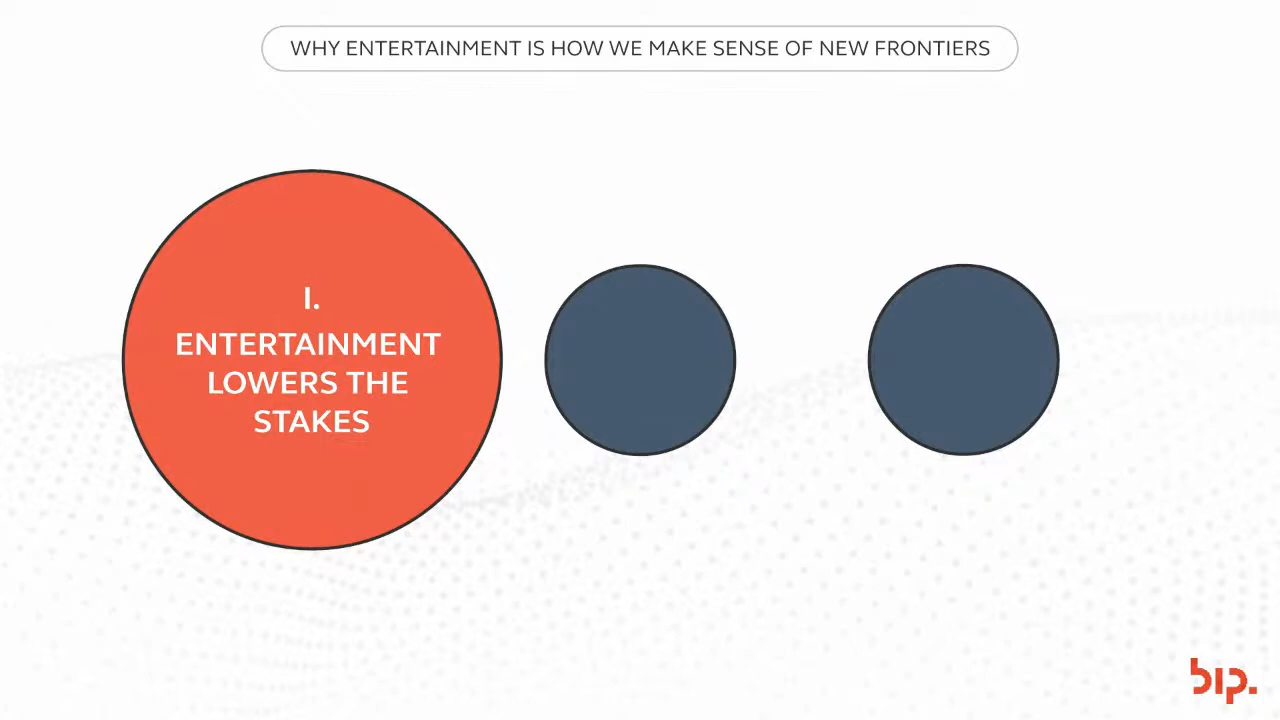 WHY ENTERTAINMENT IS HOW WE MAKE SENSE OF NEW FRONTIERS
I.
ENTERTAINMENT
LOWERS THE
STAKES
bip.